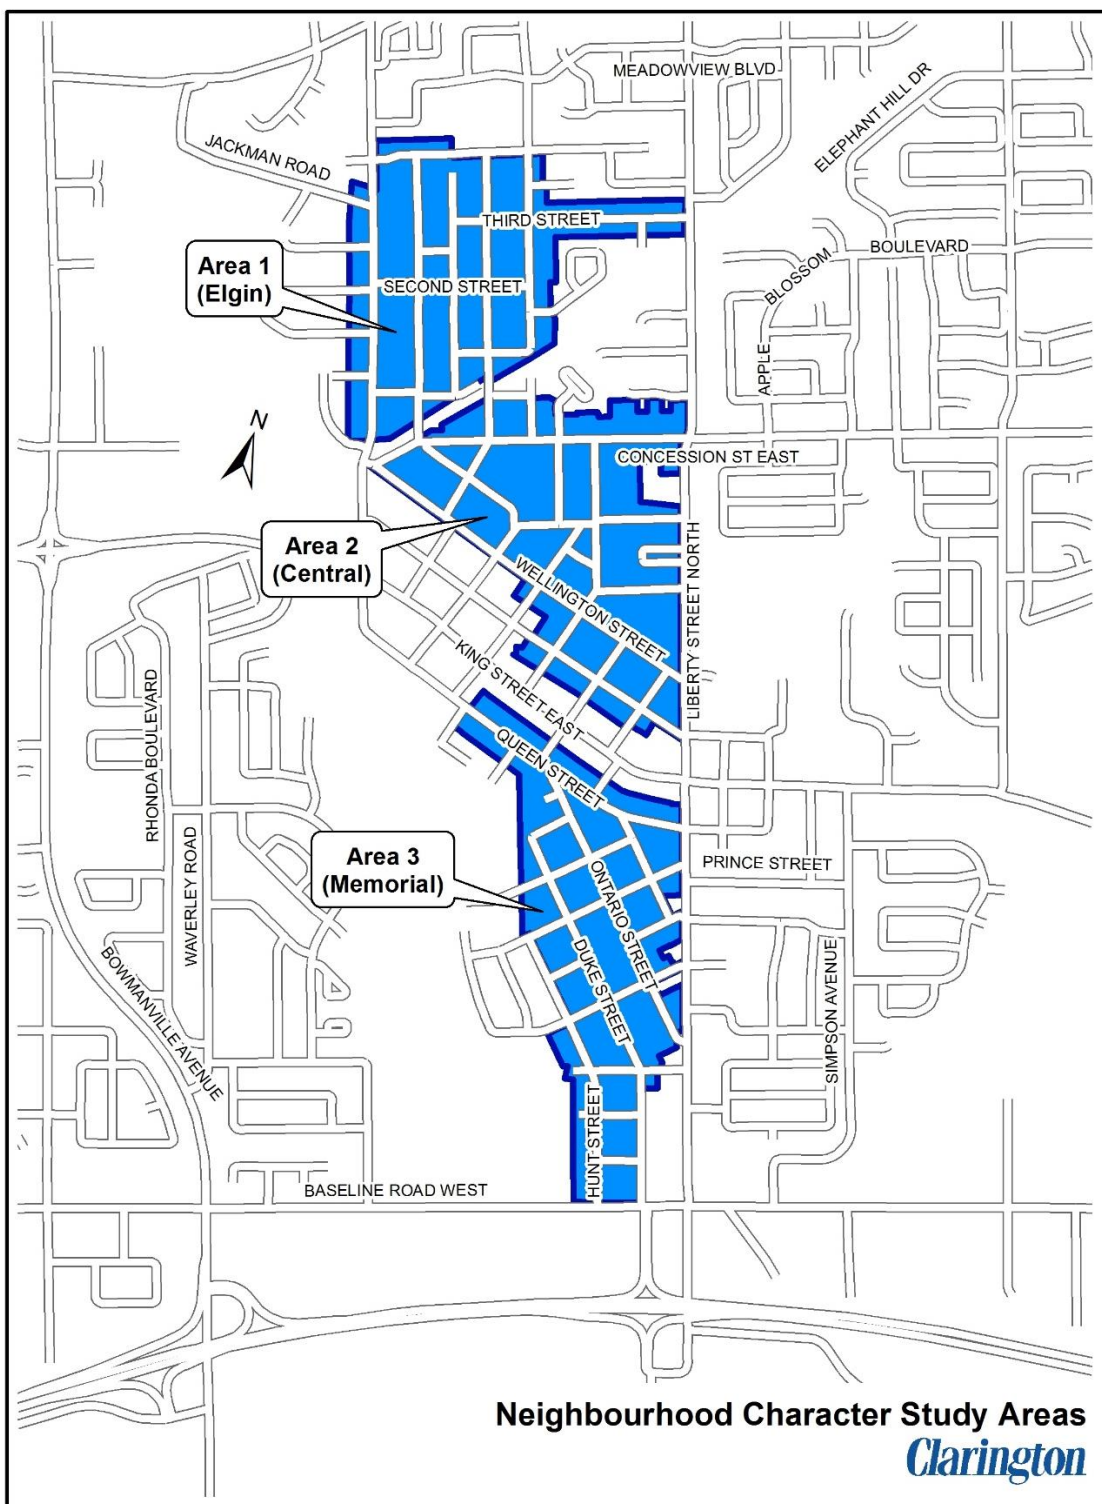 MEADOWVIEW BLVD
ELEPHANT HILL DR
JACKMAN ROAD
THIRD STREET
BOULEVARD
BLOSSOM
APPLE
Area 1
(Elgin)
SECOND STREET
N
CONCESSION ST EAST
Area 2
(Central)
WELLINGTON STREET
LIBERTY STREET NORTH
KING STREET EAST
QUEEN STREET
RHONDA BOULEVARD
WAVERLEY ROAD
Area 3
(Memorial)
PRINCE STREET
ONTARIO STREET
DUKE STREET
BOWMANVILLE AVENUE
SIMPSON AVENUE
HUNT STREET
BASELINE ROAD WEST
Neighbourhood Character Study Areas
Clarington